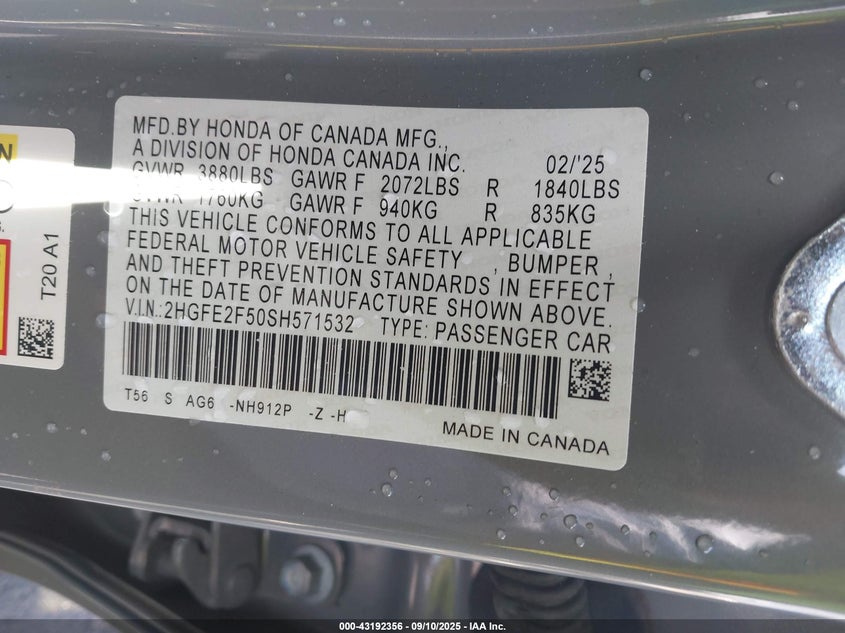 N
T20 A1
MFD.BY HONDA OF CANADA MFG.,
A DIVISION OF HONDA CANADA INC. 02/'25
GVWR 3880LBS GAWR F 2072LBS R 1840LBS
GVWR 1760KG GAWR F 940KG R 835KG
THIS VEHICLE CONFORMS TO ALL APPLICABLE
FEDERAL MOTOR VEHICLE SAFETY , BUMPER ,
AND THEFT PREVENTION STANDARDS IN EFFECT
ON THE DATE OF MANUFACTURE SHOWN ABOVE.
V.I.N.:2HGFE2F50SH571532 TYPE: PASSENGER CAR
T56 S AG6 -NH912P -Z -H
MADE IN CANADA
000-43192356 - 09/10/2025 - IAA Inc.